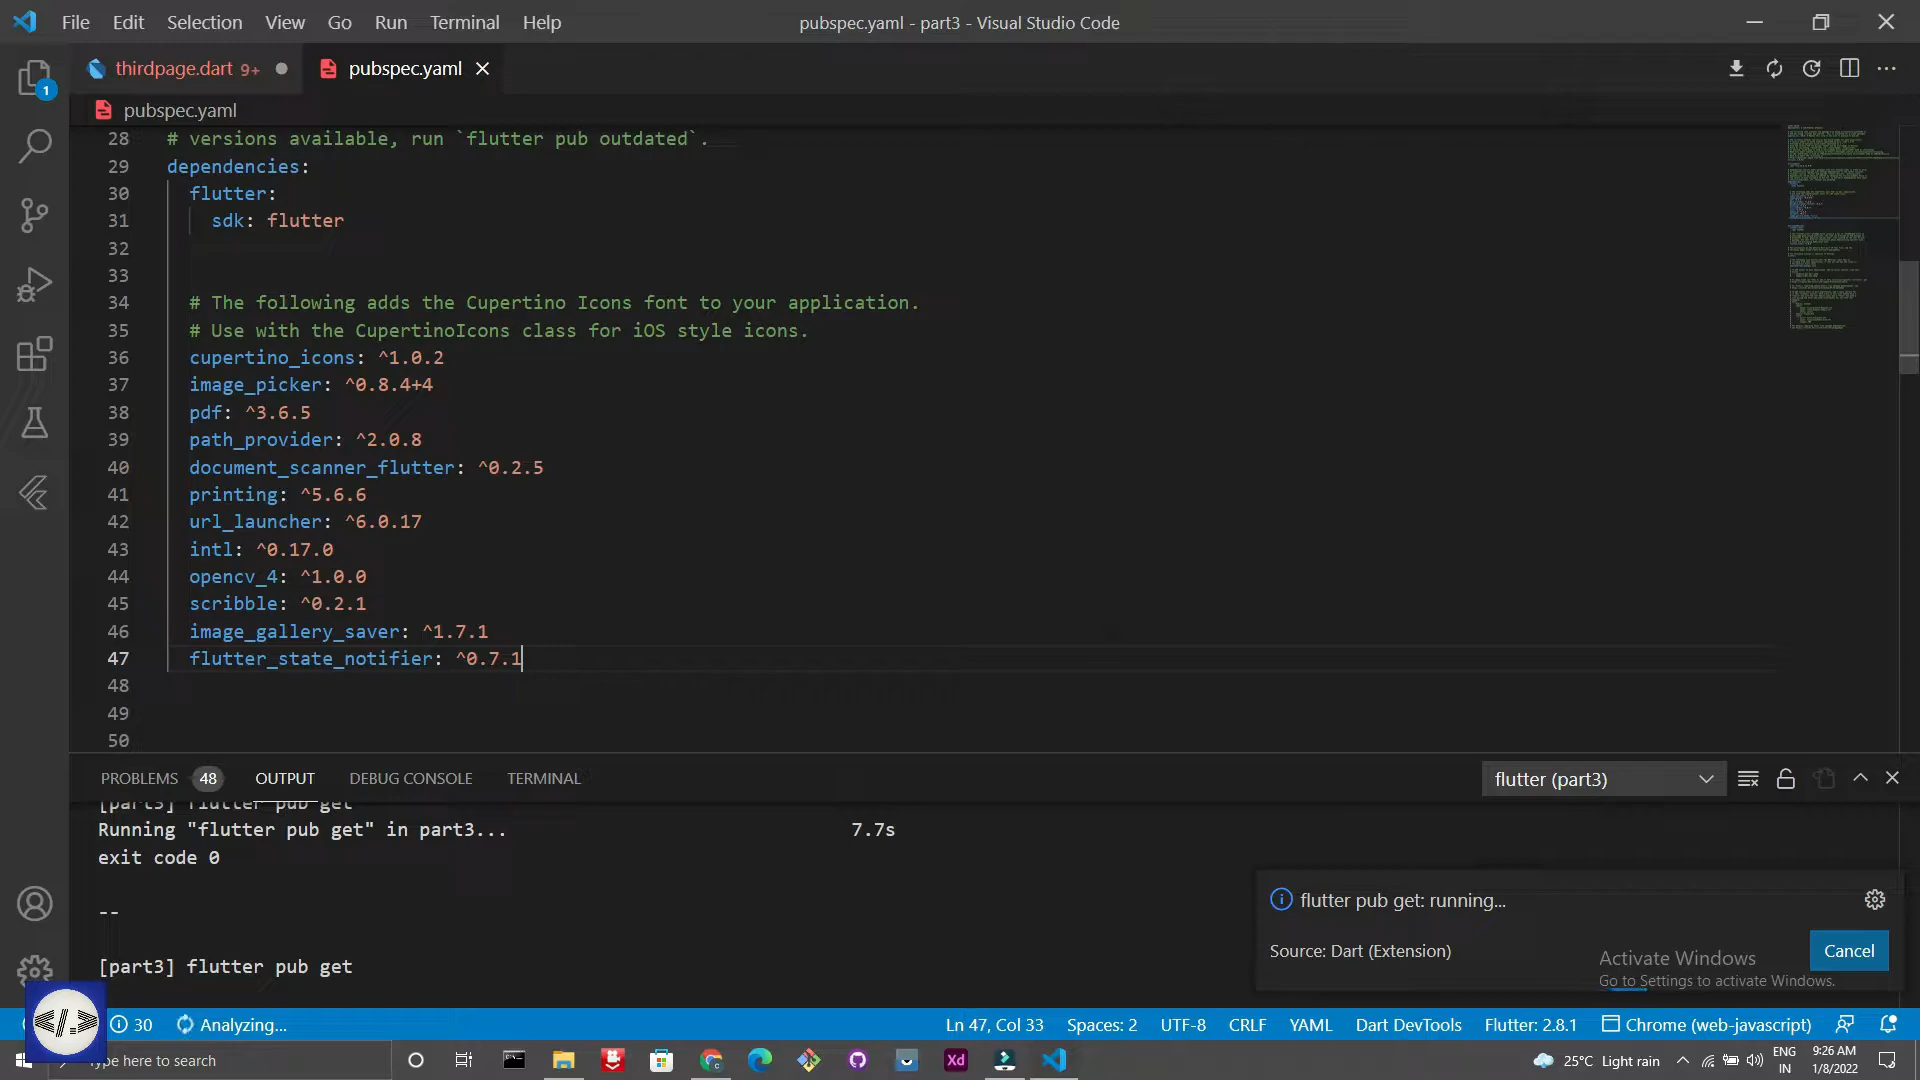 File Edit Selection View Go Run Terminal Help
pubspec.yaml - part3 - Visual Studio Code
1
thirdpage.dart 9+
pubspec.yaml
pubspec.yaml
28 # versions available, run `flutter pub outdated`.
29 dependencies:
30 flutter:
31 sdk: flutter
32
33
34 # The following adds the Cupertino Icons font to your application.
35 # Use with the CupertinoIcons class for iOS style icons.
36 cupertino_icons: ^1.0.2
37 image_picker: ^0.8.4+4
38 pdf: ^3.6.5
39 path_provider: ^2.0.8
40 document_scanner_flutter: ^0.2.5
41 printing: ^5.6.6
42 url_launcher: ^6.0.17
43 intl: ^0.17.0
44 opencv_4: ^1.0.0
45 scribble: ^0.2.1
46 image_gallery_saver: ^1.7.1
47 flutter_state_notifier: ^0.7.1
48
49
50
PROBLEMS 48 OUTPUT DEBUG CONSOLE TERMINAL
flutter (part3)
[part3] flutter pub get
Running "flutter pub get" in part3... 7.7s
exit code 0
--
[part3] flutter pub get
flutter pub get: running...
Source: Dart (Extension)
Cancel
Activate Windows
Go to Settings to activate Windows.
</>
30 Analyzing...
Ln 47, Col 33 Spaces: 2 UTF-8 CRLF YAML Dart DevTools Flutter: 2.8.1 Chrome (web-javascript)
ype here to search
Xd
25°C Light rain
ENG
IN
9:26 AM
1/8/2022